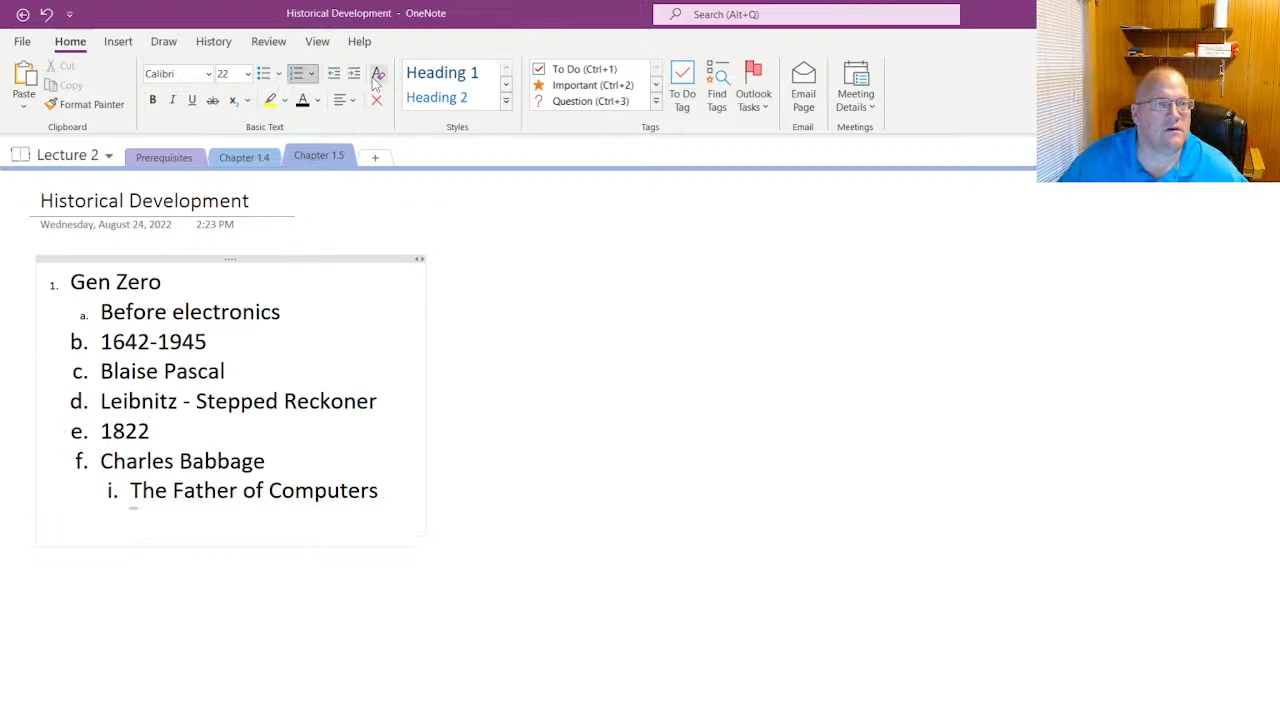 Historical Development - OneNote
Search (Alt+Q)
File Home Insert Draw History Review View Help
Paste
Cut
Copy
Format Painter
Clipboard
Calibri 22
B I U ab x₂ A
Basic Text
Heading 1
Heading 2
Styles
To Do (Ctrl+1)
Important (Ctrl+2)
? Question (Ctrl+3)
To Do Tag
Find Tags
Outlook Tasks
Tags
Email Page
Email
Meeting Details
Meetings
Lecture 2 Prerequisites Chapter 1.4 Chapter 1.5 +
Historical Development
Wednesday, August 24, 2022 2:23 PM
1. Gen Zero
a. Before electronics
b. 1642-1945
c. Blaise Pascal
d. Leibnitz - Stepped Reckoner
e. 1822
f. Charles Babbage
i. The Father of Computers